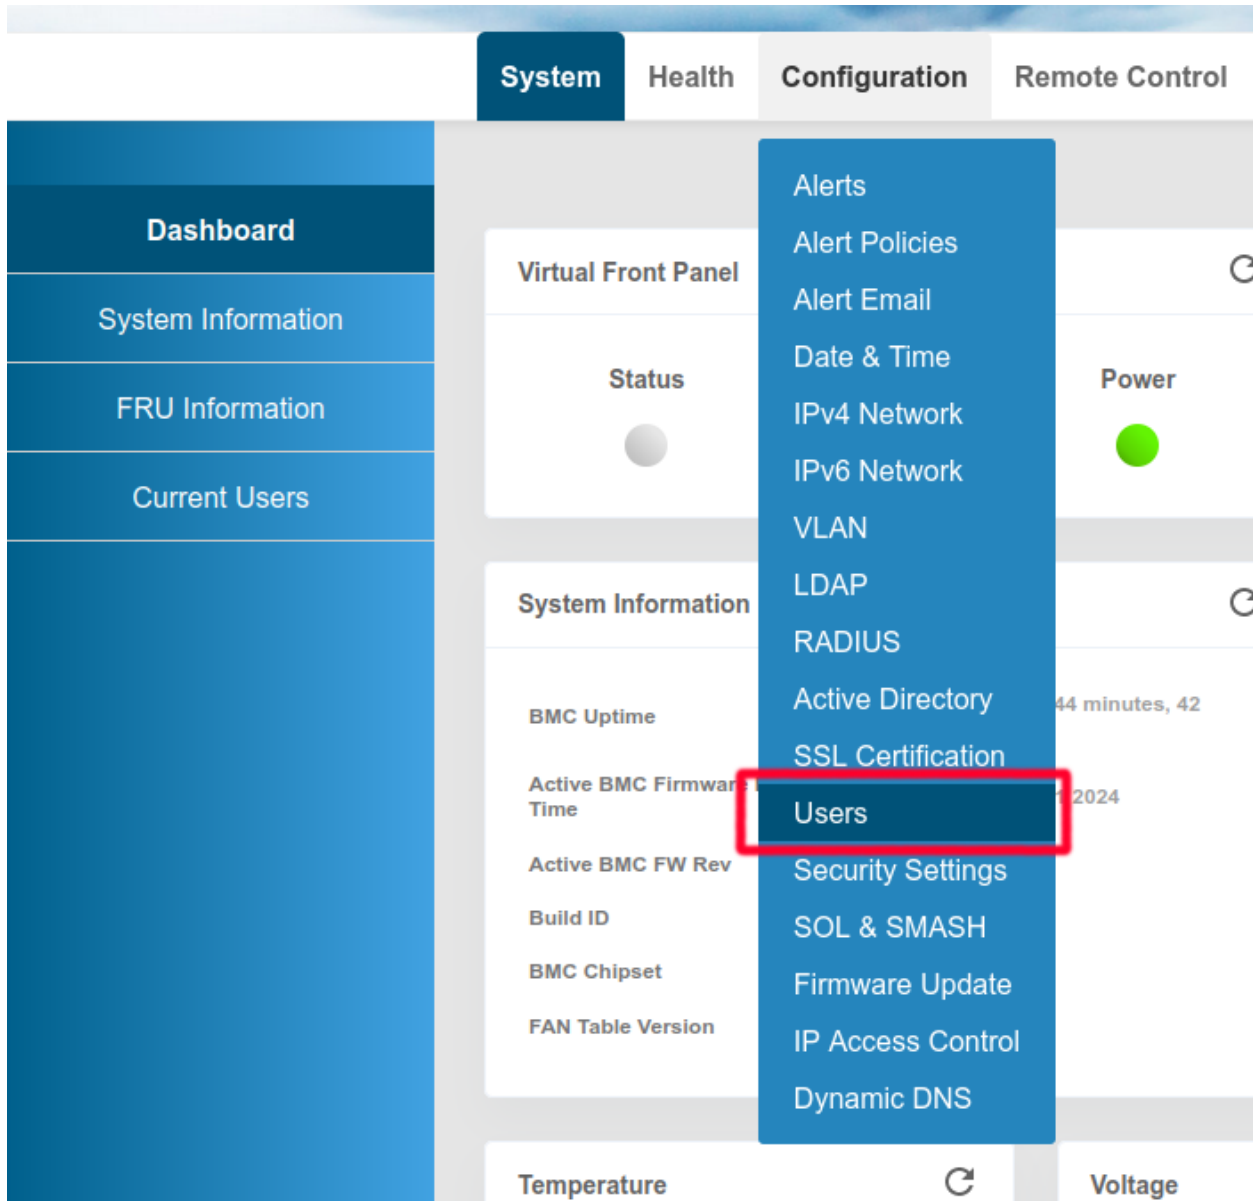 System Health Configuration Remote Control
Dashboard
System Information
FRU Information
Current Users
Alerts
Alert Policies
Alert Email
Date & Time
IPv4 Network
IPv6 Network
VLAN
LDAP
RADIUS
Active Directory
SSL Certification
Users
Security Settings
SOL & SMASH
Firmware Update
IP Access Control
Dynamic DNS
Virtual Front Panel
Status
Power
System Information
BMC Uptime
44 minutes, 42
Active BMC Firmware
Time
2024
Active BMC FW Rev
Build ID
BMC Chipset
FAN Table Version
Temperature
Voltage